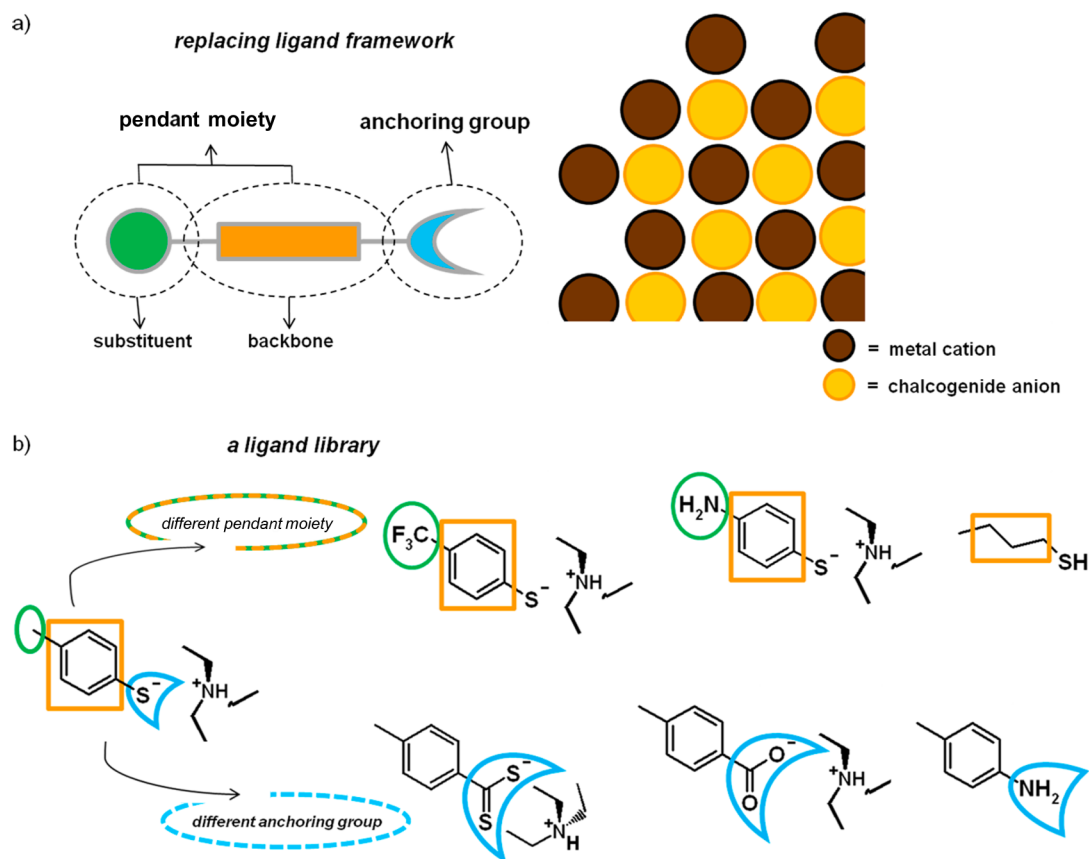 a)
replacing ligand framework
pendant moiety
anchoring group
substituent
backbone
= metal cation
= chalcogenide anion
b)
a ligand library
different pendant moiety
F₃C
S⁻
⁺NH
H₂N
S⁻
⁺NH
SH
S⁻
⁺NH
S⁻
S
⁺N
H
O⁻
O
⁺NH
NH₂
different anchoring group